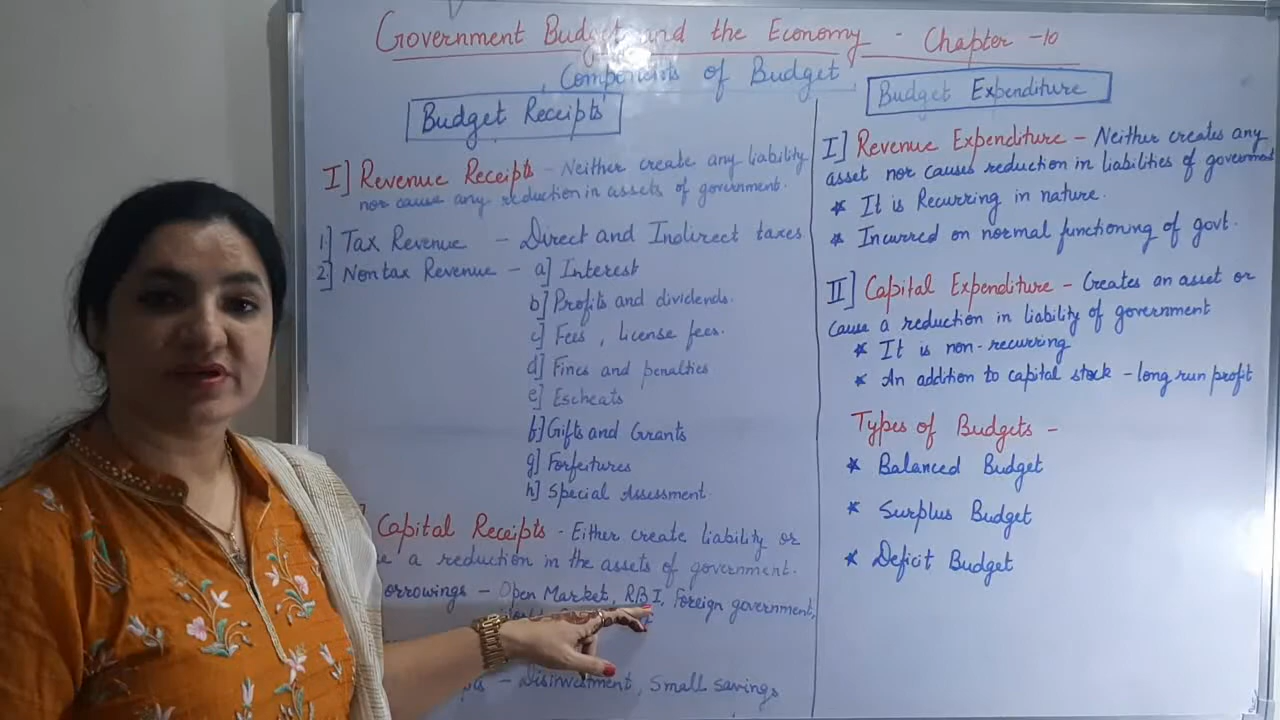 Government Budget and the Economy - Chapter -10
Components of Budget
Budget Receipts
I] Revenue Receipts - Neither create any liability
nor cause any reduction in assets of government.
1] Tax Revenue - Direct and Indirect taxes
2] Non tax Revenue - a] Interest
b] Profits and dividends.
c] Fees, License fees.
d] Fines and penalties
e] Escheats
f] Gifts and Grants
g] Forfeitures
h] Special Assessment.
Capital Receipts - Either create liability or
a reduction in the assets of government.
orrowings - Open Market, RBI, Foreign government,
- Disinvestment, Small savings
Budget Expenditure
I] Revenue Expenditure - Neither creates any
asset nor causes reduction in liabilities of government
* It is Recurring in nature.
* Incurred on normal functioning of govt.
II] Capital Expenditure - Creates an asset or
cause a reduction in liability of government
* It is non-recurring
* An addition to capital stock - long run profit
Types of Budgets -
* Balanced Budget
* Surplus Budget
* Deficit Budget